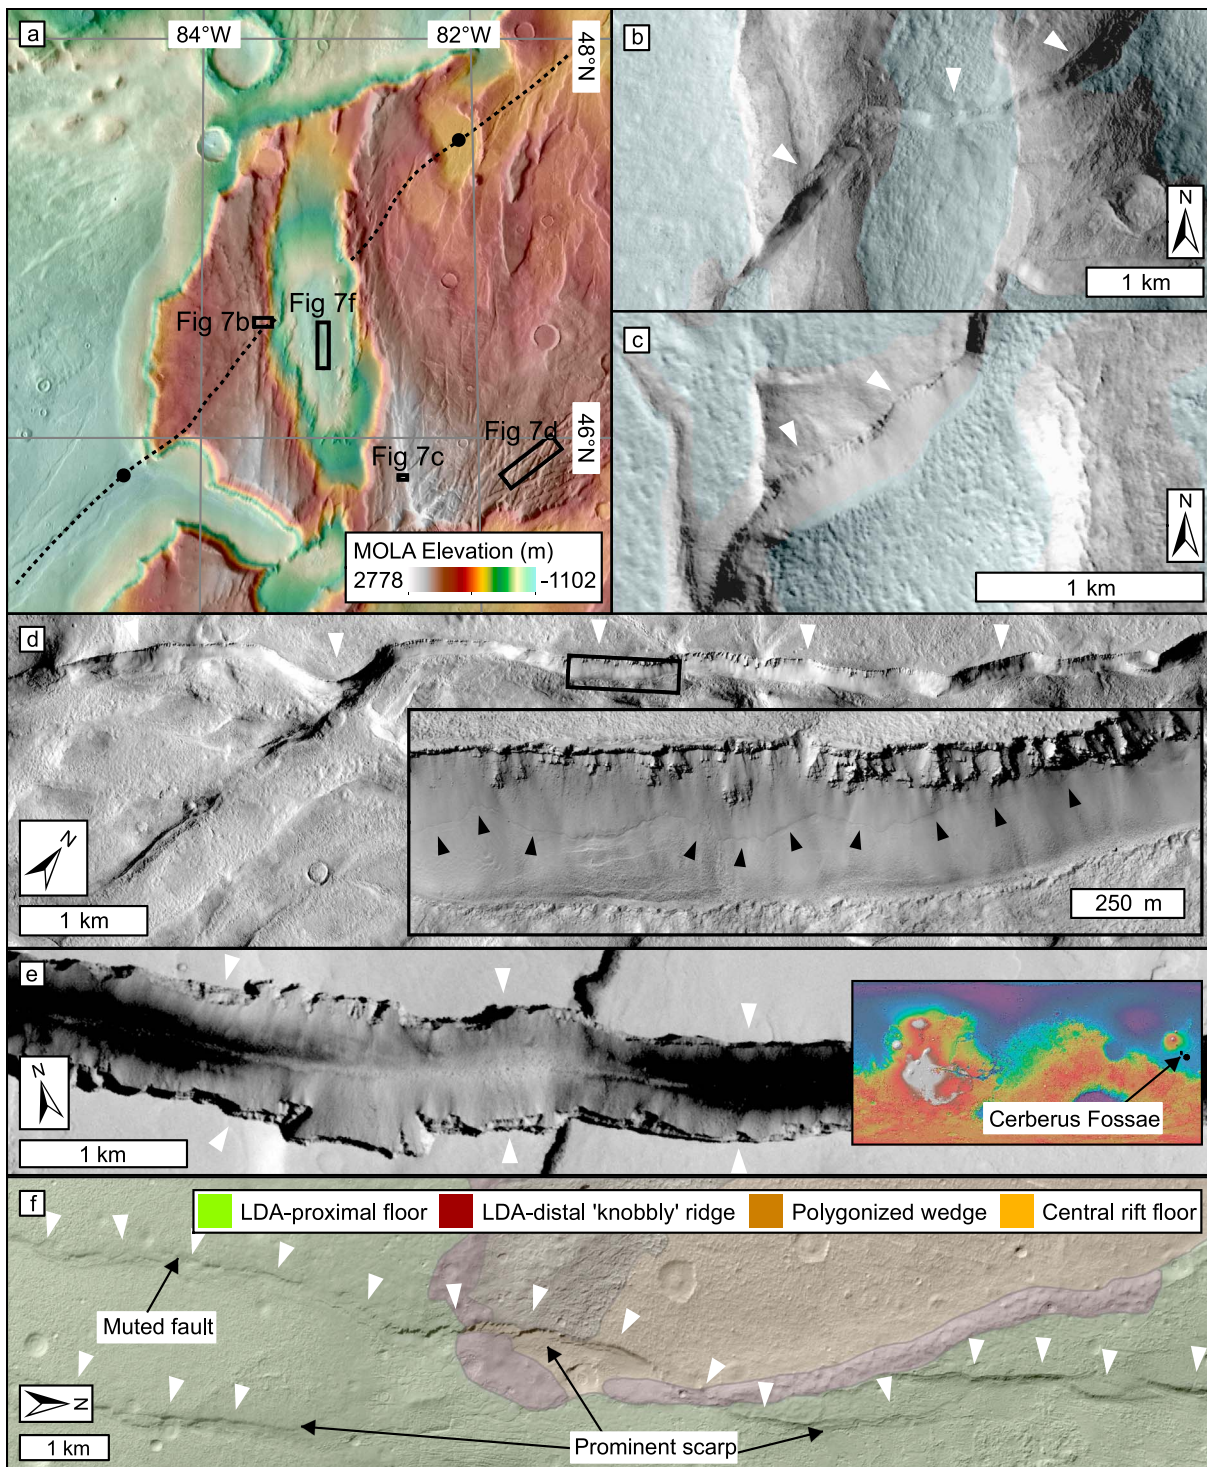 a
84°W
82°W
48°N
46°N
Fig 7b
Fig 7f
Fig 7c
Fig 7d
MOLA Elevation (m)
2778
-1102
b
N
1 km
c
N
1 km
d
N
1 km
250 m
e
N
1 km
Cerberus Fossae
f
LDA-proximal floor
LDA-distal 'knobbly' ridge
Polygonized wedge
Central rift floor
Muted fault
N
1 km
Prominent scarp